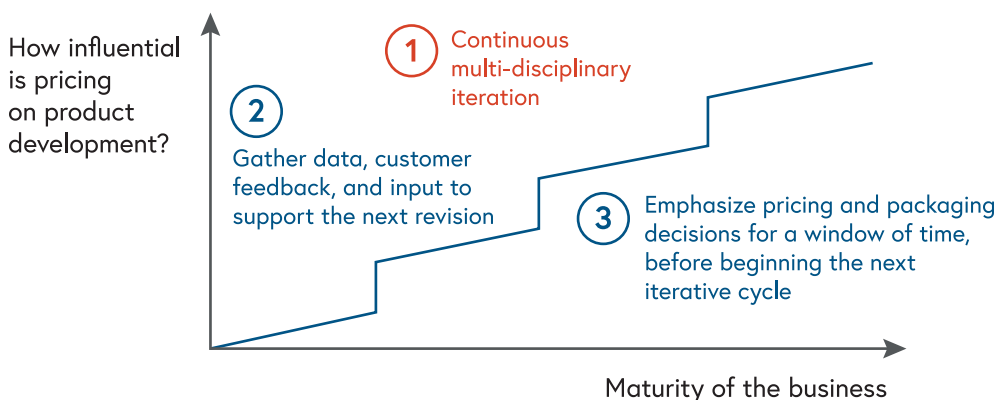 How influential
is pricing
on product
development?
1
Continuous
multi-disciplinary
iteration
2
Gather data, customer
feedback, and input to
support the next revision
3
Emphasize pricing and packaging
decisions for a window of time,
before beginning the next
iterative cycle
Maturity of the business